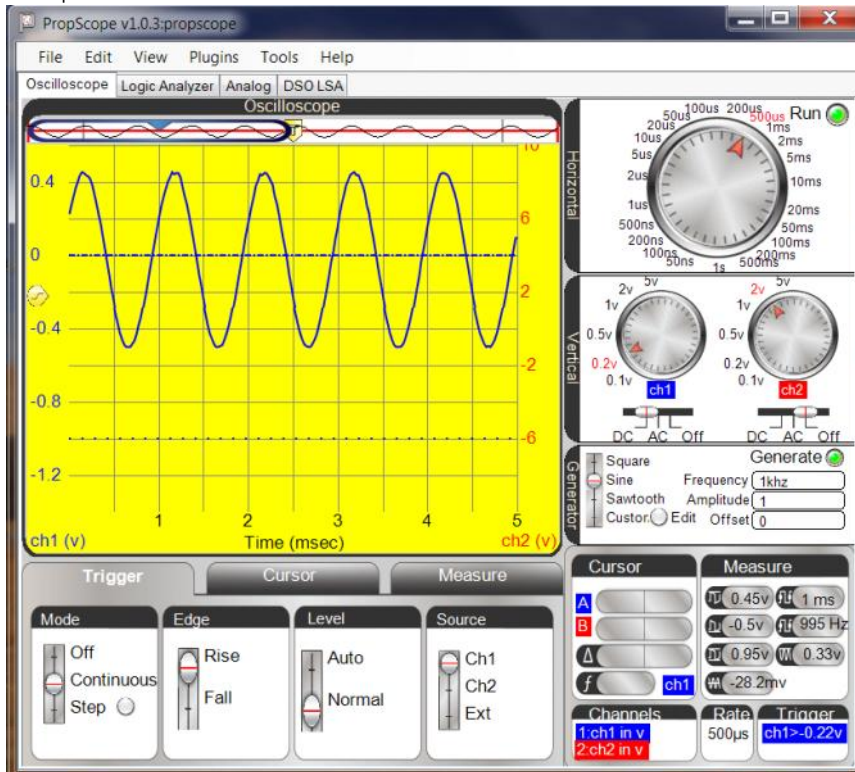 PropScope v1.0.3:propscope
File Edit View Plugins Tools Help
Oscilloscope Logic Analyzer Analog DSO LSA
Oscilloscope
0.4
0
-0.4
-0.8
-1.2
10
6
2
-2
-6
1 2 3 4 5
ch1 (v) Time (msec) ch2 (v)
Horizontal
Run
50us 100us 200us 500us
20us 1ms
10us 2ms
5us 5ms
2us 10ms
1us 20ms
500ns 50ms
200ns 100ms
100ns 200ms
50ns 1s 500ms
Vertical
2v 5v 2v 5v
1v 1v
0.5v 0.5v
0.2v 0.2v
0.1v 0.1v
ch1 ch2
DC AC Off DC AC Off
Generator
Square Generate
Sine Frequency 1khz
Sawtooth Amplitude 1
Custor. Edit Offset 0
Trigger Cursor Measure
Mode
Off
Continuous
Step
Edge
Rise
Fall
Level
Auto
Normal
Source
Ch1
Ch2
Ext
Cursor
A
B
Δ
f ch1
Measure
0.45v 1 ms
-0.5v 995 Hz
0.95v 0.33v
-28.2mv
Channels
1:ch1 in v
2:ch2 in v
Rate
500µs
Trigger
ch1>-0.22v